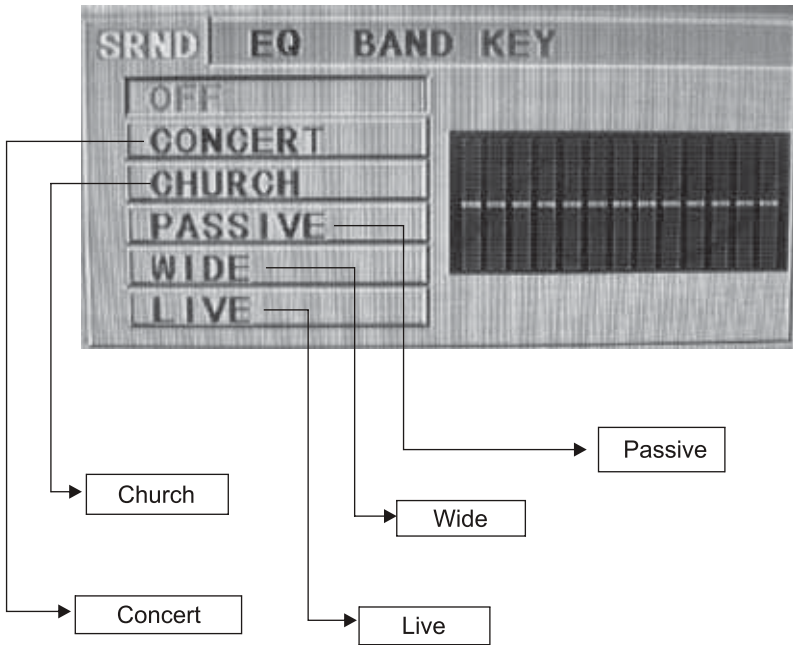 SRND EQ BAND KEY
OFF
CONCERT
CHURCH
PASSIVE
WIDE
LIVE
Passive
Church
Wide
Concert
Live